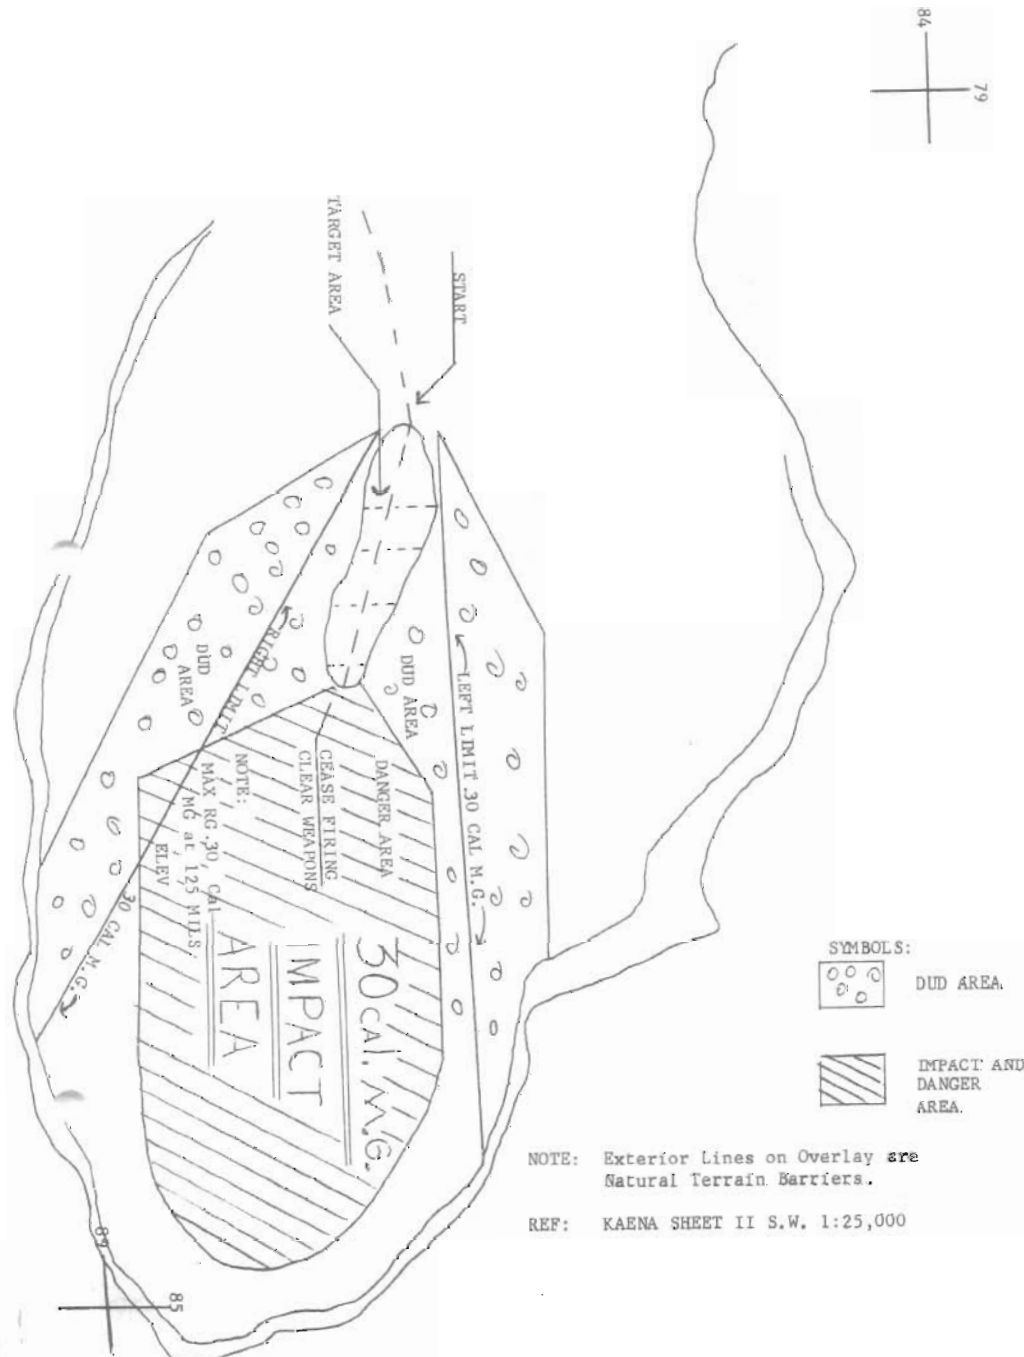 84
79
TARGET AREA
START
DUD
AREA
RIGHT LIMIT
30 CAL M.G.
DUD AREA
LEFT LIMIT 30 CAL M.G.
DANGER AREA
CEASE FIRING
CLEAR WEAPONS
NOTE:
MAX RG 30, Cal
MG at 125 MILS
ELEV
30 CAL. M.G.
IMPACT
AREA
SYMBOLS:
DUD AREA.
IMPACT AND
DANGER
AREA.
NOTE: Exterior Lines on Overlay are
Natural Terrain Barriers.
REF: KAENA SHEET II S.W. 1:25,000
85